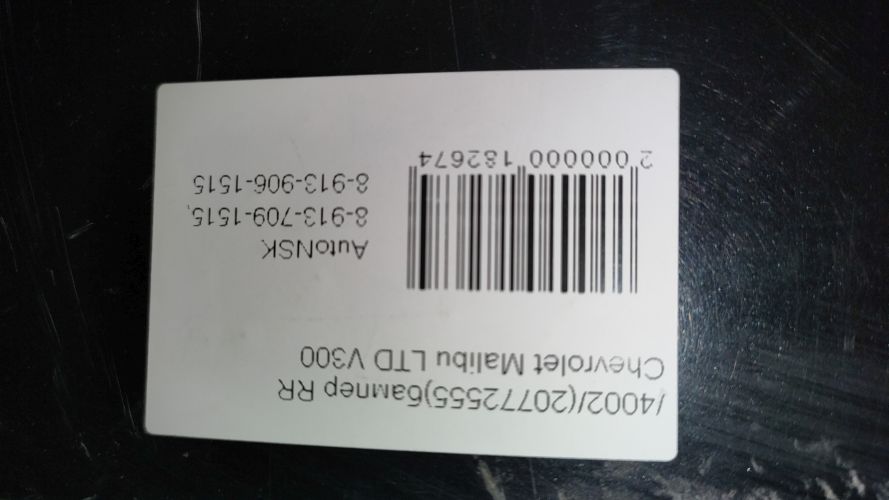 /4002/(20772555)бампер RR
Chevrolet Malibu LTD V300
AutoNSK
8-913-709-1515,
8-913-906-1515
2 000000 182674